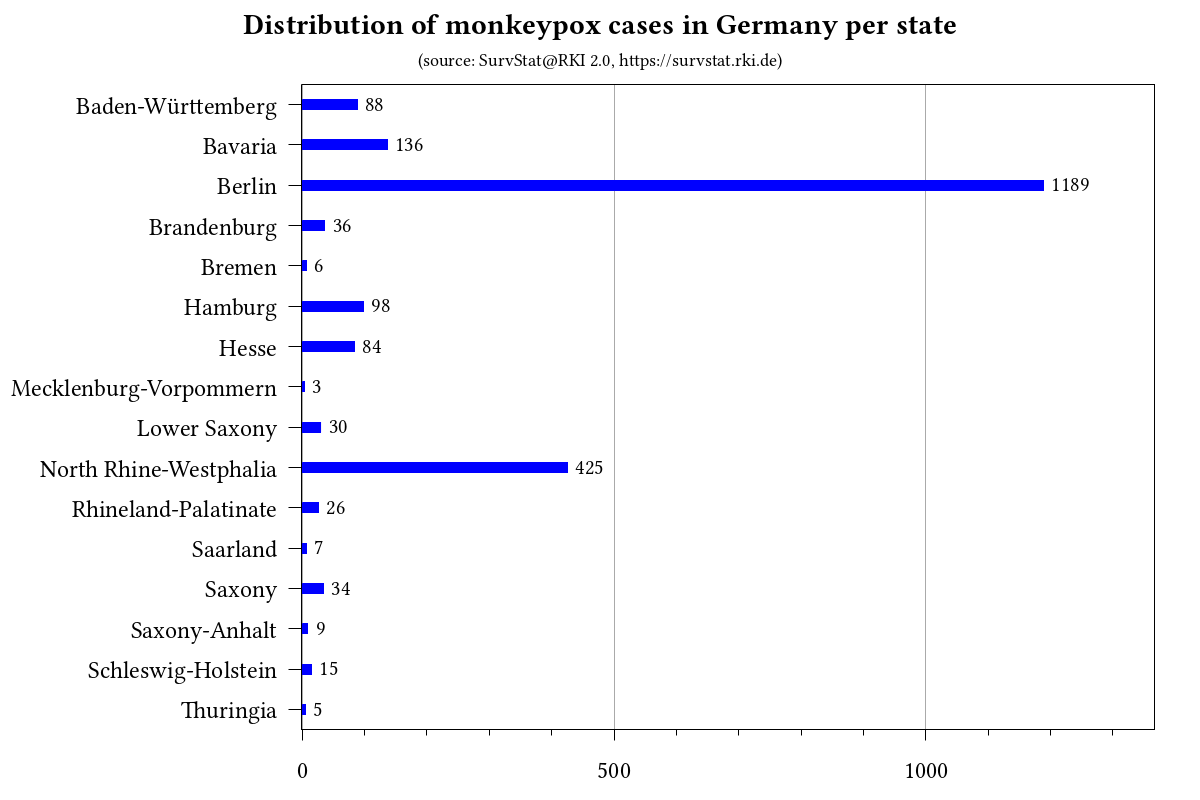 Distribution of monkeypox cases in Germany per state
(source: SurvStat@RKI 2.0, https://survstat.rki.de)
Baden-Württemberg 88
Bavaria 136
Berlin 1189
Brandenburg 36
Bremen 6
Hamburg 98
Hesse 84
Mecklenburg-Vorpommern 3
Lower Saxony 30
North Rhine-Westphalia 425
Rhineland-Palatinate 26
Saarland 7
Saxony 34
Saxony-Anhalt 9
Schleswig-Holstein 15
Thuringia 5
0 500 1000